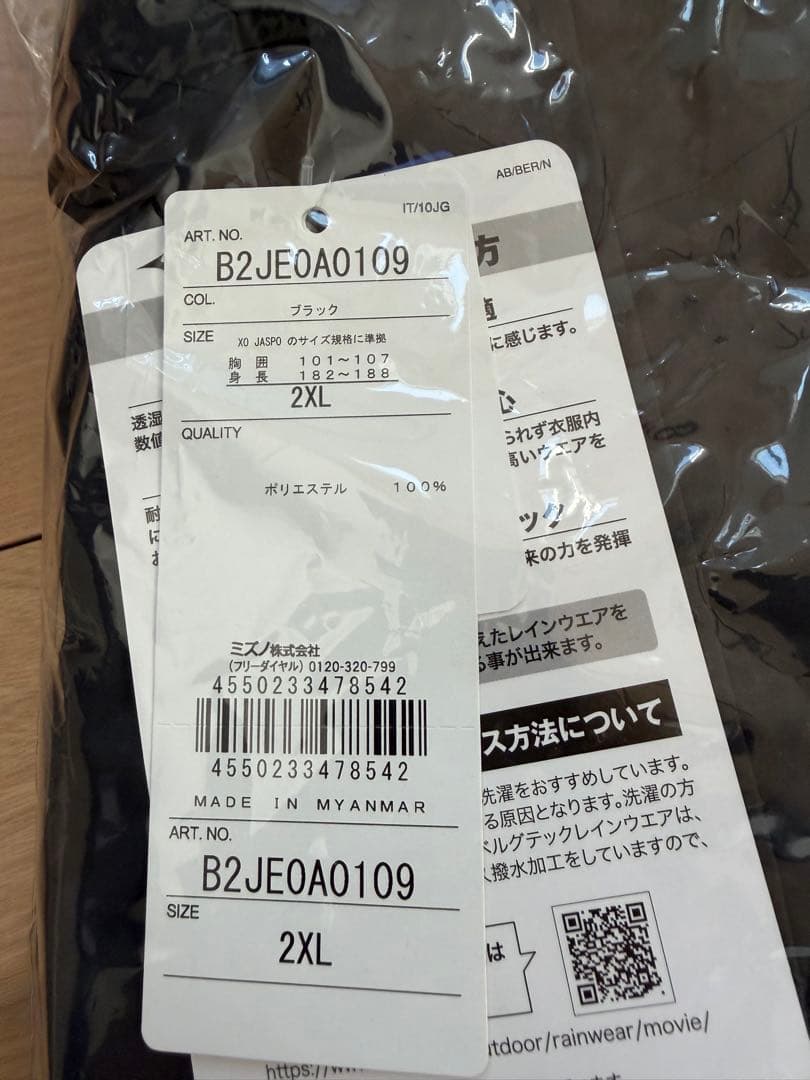 IT/10JG
ART. NO.
B2JE0A0109
COL.
ブラック
SIZE
XO JASPO のサイズ規格に準拠
胸 囲 101～107
身 長 182～188
2XL
QUALITY
ポリエステル 100%
ミズノ株式会社
(フリーダイヤル) 0120-320-799
4550233478542
4550233478542
MADE IN MYANMAR
ART. NO.
B2JE0A0109
SIZE
2XL
AB/BER/N
方
適
に感じます。
心
られず衣服内
高いウエアを
ック
来の力を発揮
えたレインウエアを
る事が出来ます。
ス方法について
洗濯をおすすめしています。
る原因となります。洗濯の方
ベルグテックレインウエアは、
撥水加工をしていますので、
は
tdoor/rainwear/movie/
https://w
透湿
数値
耐
に
お